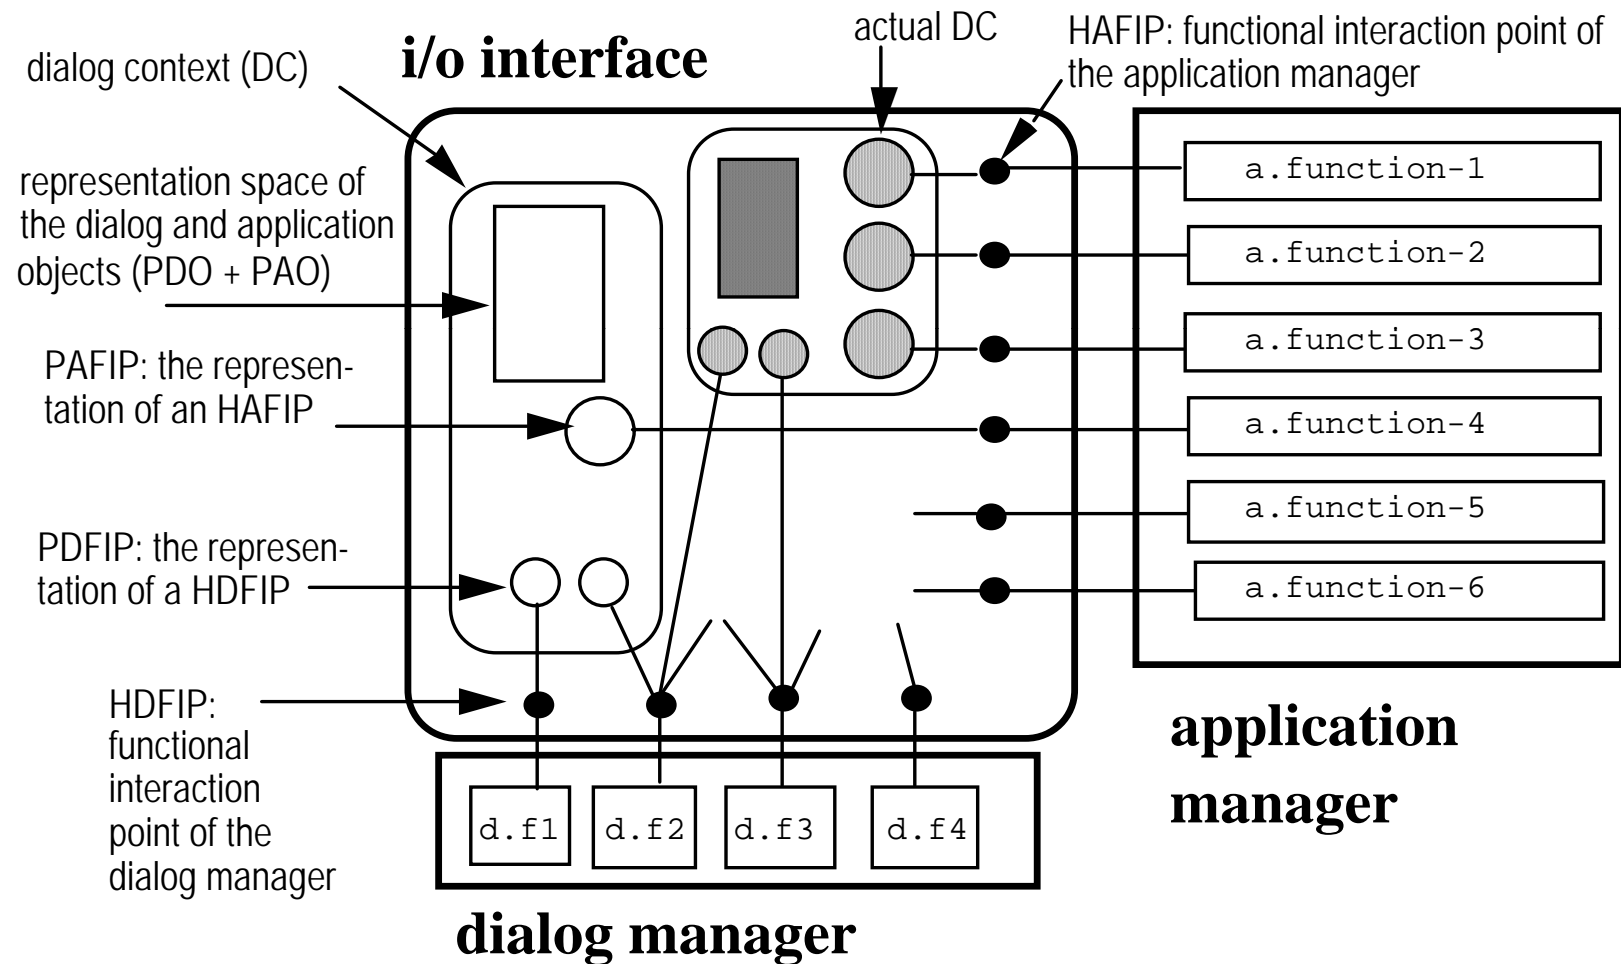 dialog context (DC)
i/o interface
actual DC
HAFIP: functional interaction point of
the application manager
representation space of
the dialog and application
objects (PDO + PAO)
PAFIP: the represen-
tation of an HAFIP
PDFIP: the represen-
tation of a HDFIP
HDFIP:
functional
interaction
point of the
dialog manager
a.function-1
a.function-2
a.function-3
a.function-4
a.function-5
a.function-6
application
manager
d.f1
d.f2
d.f3
d.f4
dialog manager